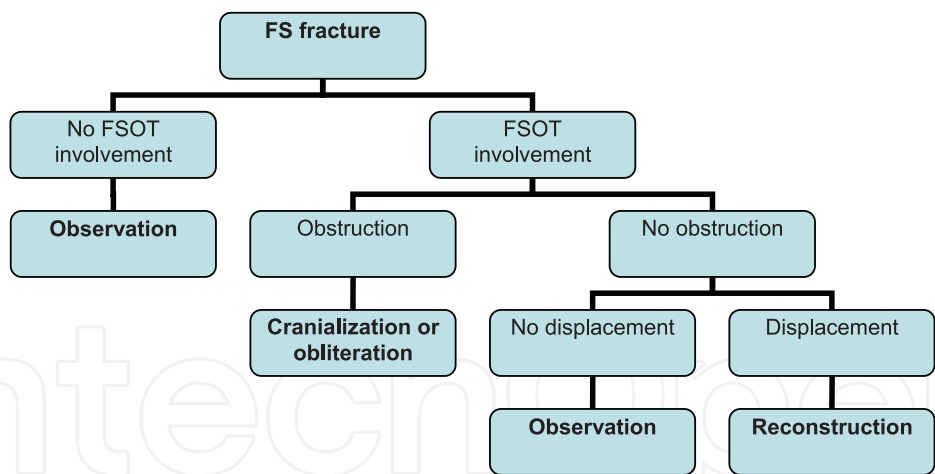 FS fracture
No FSOT
involvement
FSOT
involvement
Observation
Obstruction
No obstruction
Cranialization or
obliteration
No displacement
Displacement
Observation
Reconstruction